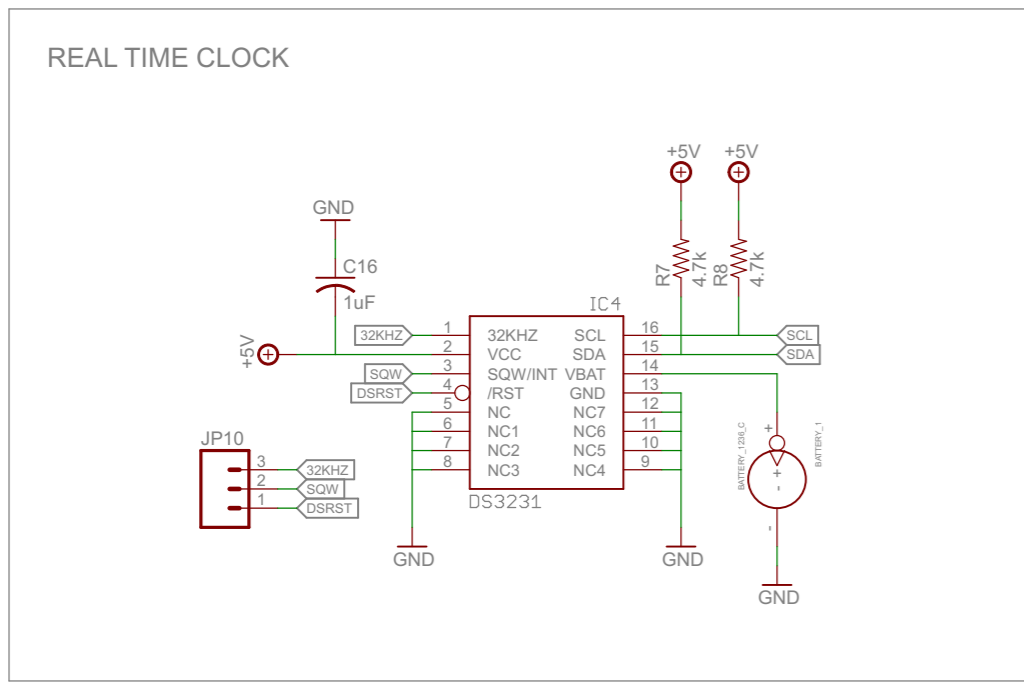 REAL TIME CLOCK
+5V
+5V
GND
C16
1uF
R7
4.7k
R8
4.7k
IC4
32KHZ
1
32KHZ
SCL
16
SCL
+5V
2
VCC
SDA
15
SDA
SQW
3
SQW/INT
VBAT
14
DSRST
4
/RST
GND
13
5
NC
NC7
12
6
NC1
NC6
11
7
NC2
NC5
10
8
NC3
NC4
9
DS3231
JP10
3
32KHZ
2
SQW
1
DSRST
GND
GND
+
BATTERY_1236_C
BATTERY_1
+
-
-
GND